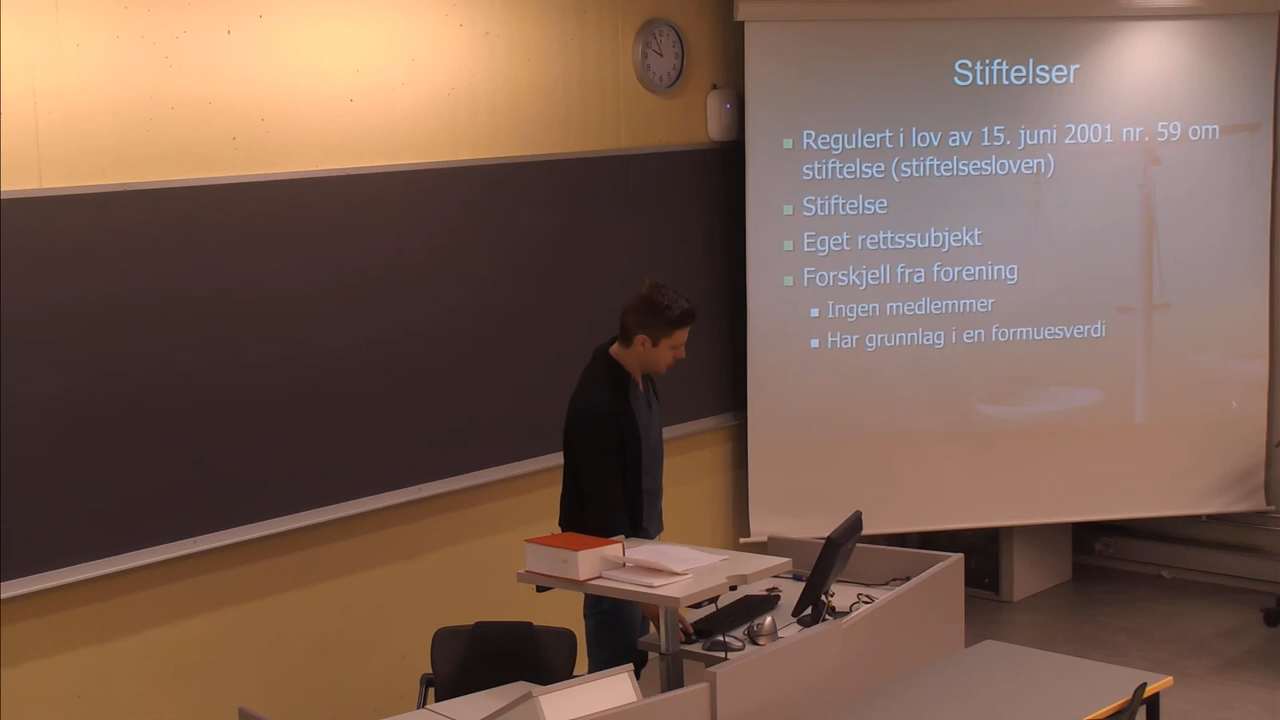 Stiftelser
Regulert i lov av 15. juni 2001 nr. 59 om
stiftelse (stiftelsesloven)
Stiftelse
Eget rettssubjekt
Forskjell fra forening
Ingen medlemmer
Har grunnlag i en formuesverdi